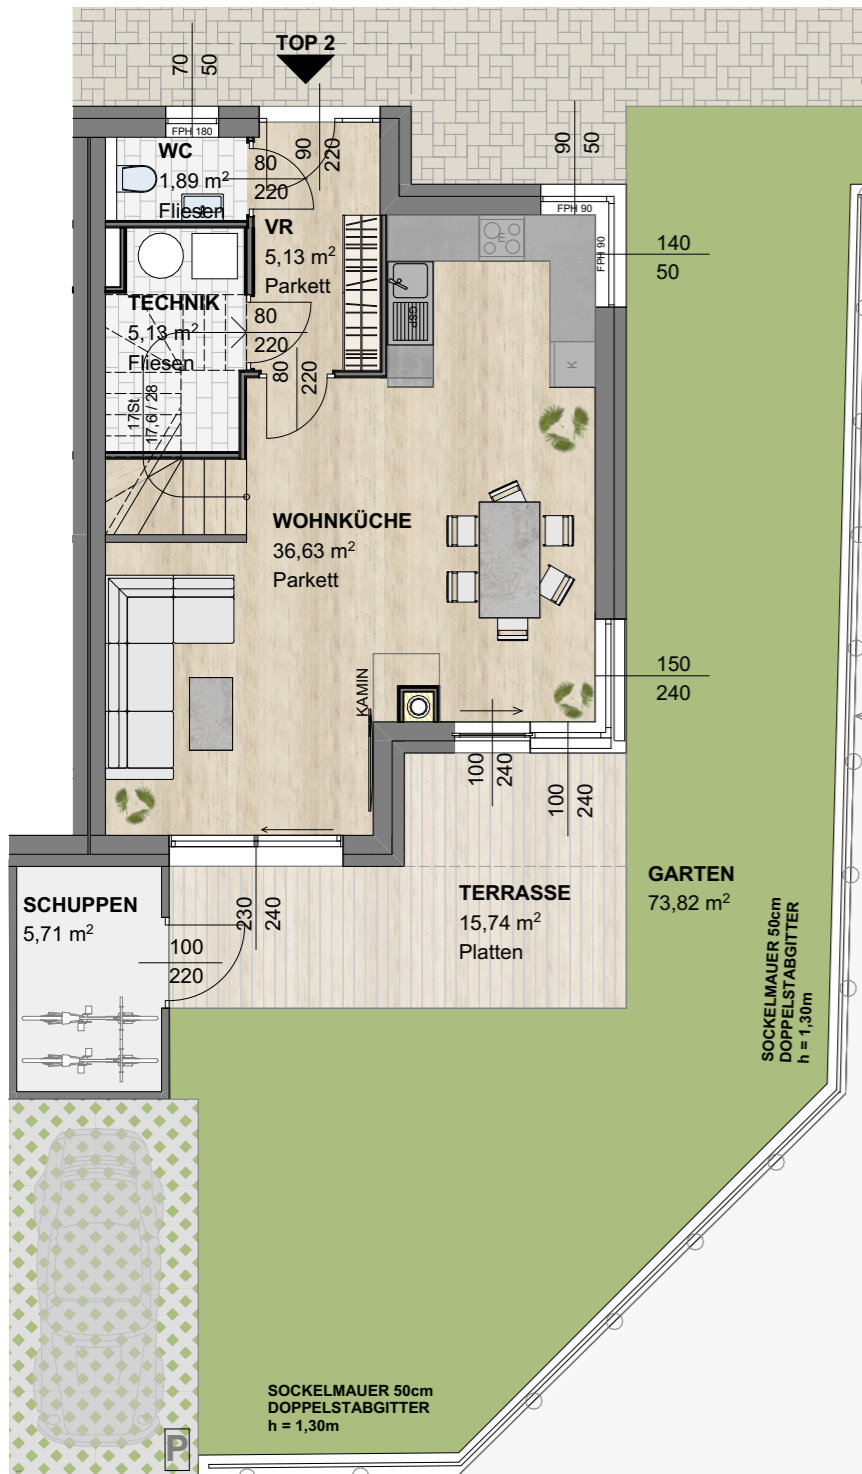 TOP 2
70
50
FPH 180
WC
1,89 m²
Fliesen
80
220
90
220
90
50
FPH 90
FPH 90
140
50
VR
5,13 m²
Parkett
E
GSP
K
TECHNIK
5,13 m²
Fliesen
80
220
80
220
17St
17,6 / 28
WOHNKÜCHE
36,63 m²
Parkett
150
240
KAMIN
100
240
100
240
SCHUPPEN
5,71 m²
100
220
230
240
TERRASSE
15,74 m²
Platten
GARTEN
73,82 m²
SOCKELMAUER 50cm
DOPPELSTABGITTER
h = 1,30m
SOCKELMAUER 50cm
DOPPELSTABGITTER
h = 1,30m
P